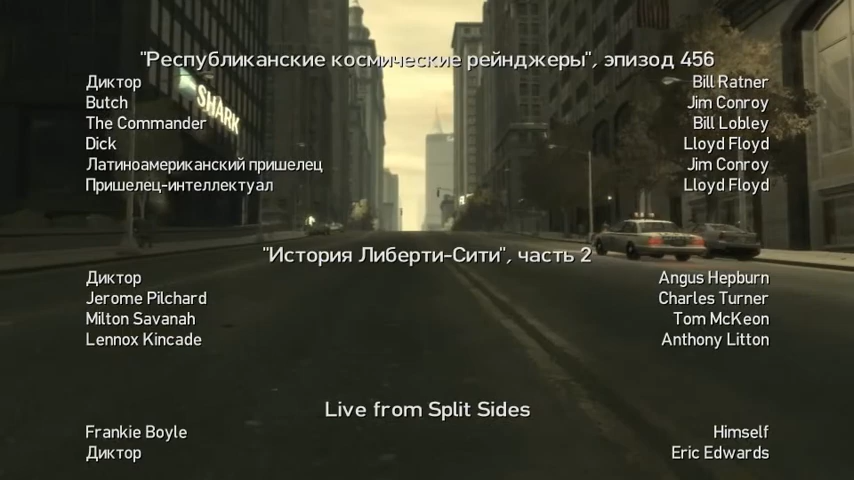 "Республиканские космические рейнджеры", эпизод 456
Диктор Bill Ratner
Butch Jim Conroy
The Commander Bill Lobley
Dick Lloyd Floyd
Латиноамериканский пришелец Jim Conroy
Пришелец-интеллектуал Lloyd Floyd
SHARK
"История Либерти-Сити", часть 2
Диктор Angus Hepburn
Jerome Pilchard Charles Turner
Milton Savanah Tom McKeon
Lennox Kincade Anthony Litton
Live from Split Sides
Frankie Boyle Himself
Диктор Eric Edwards